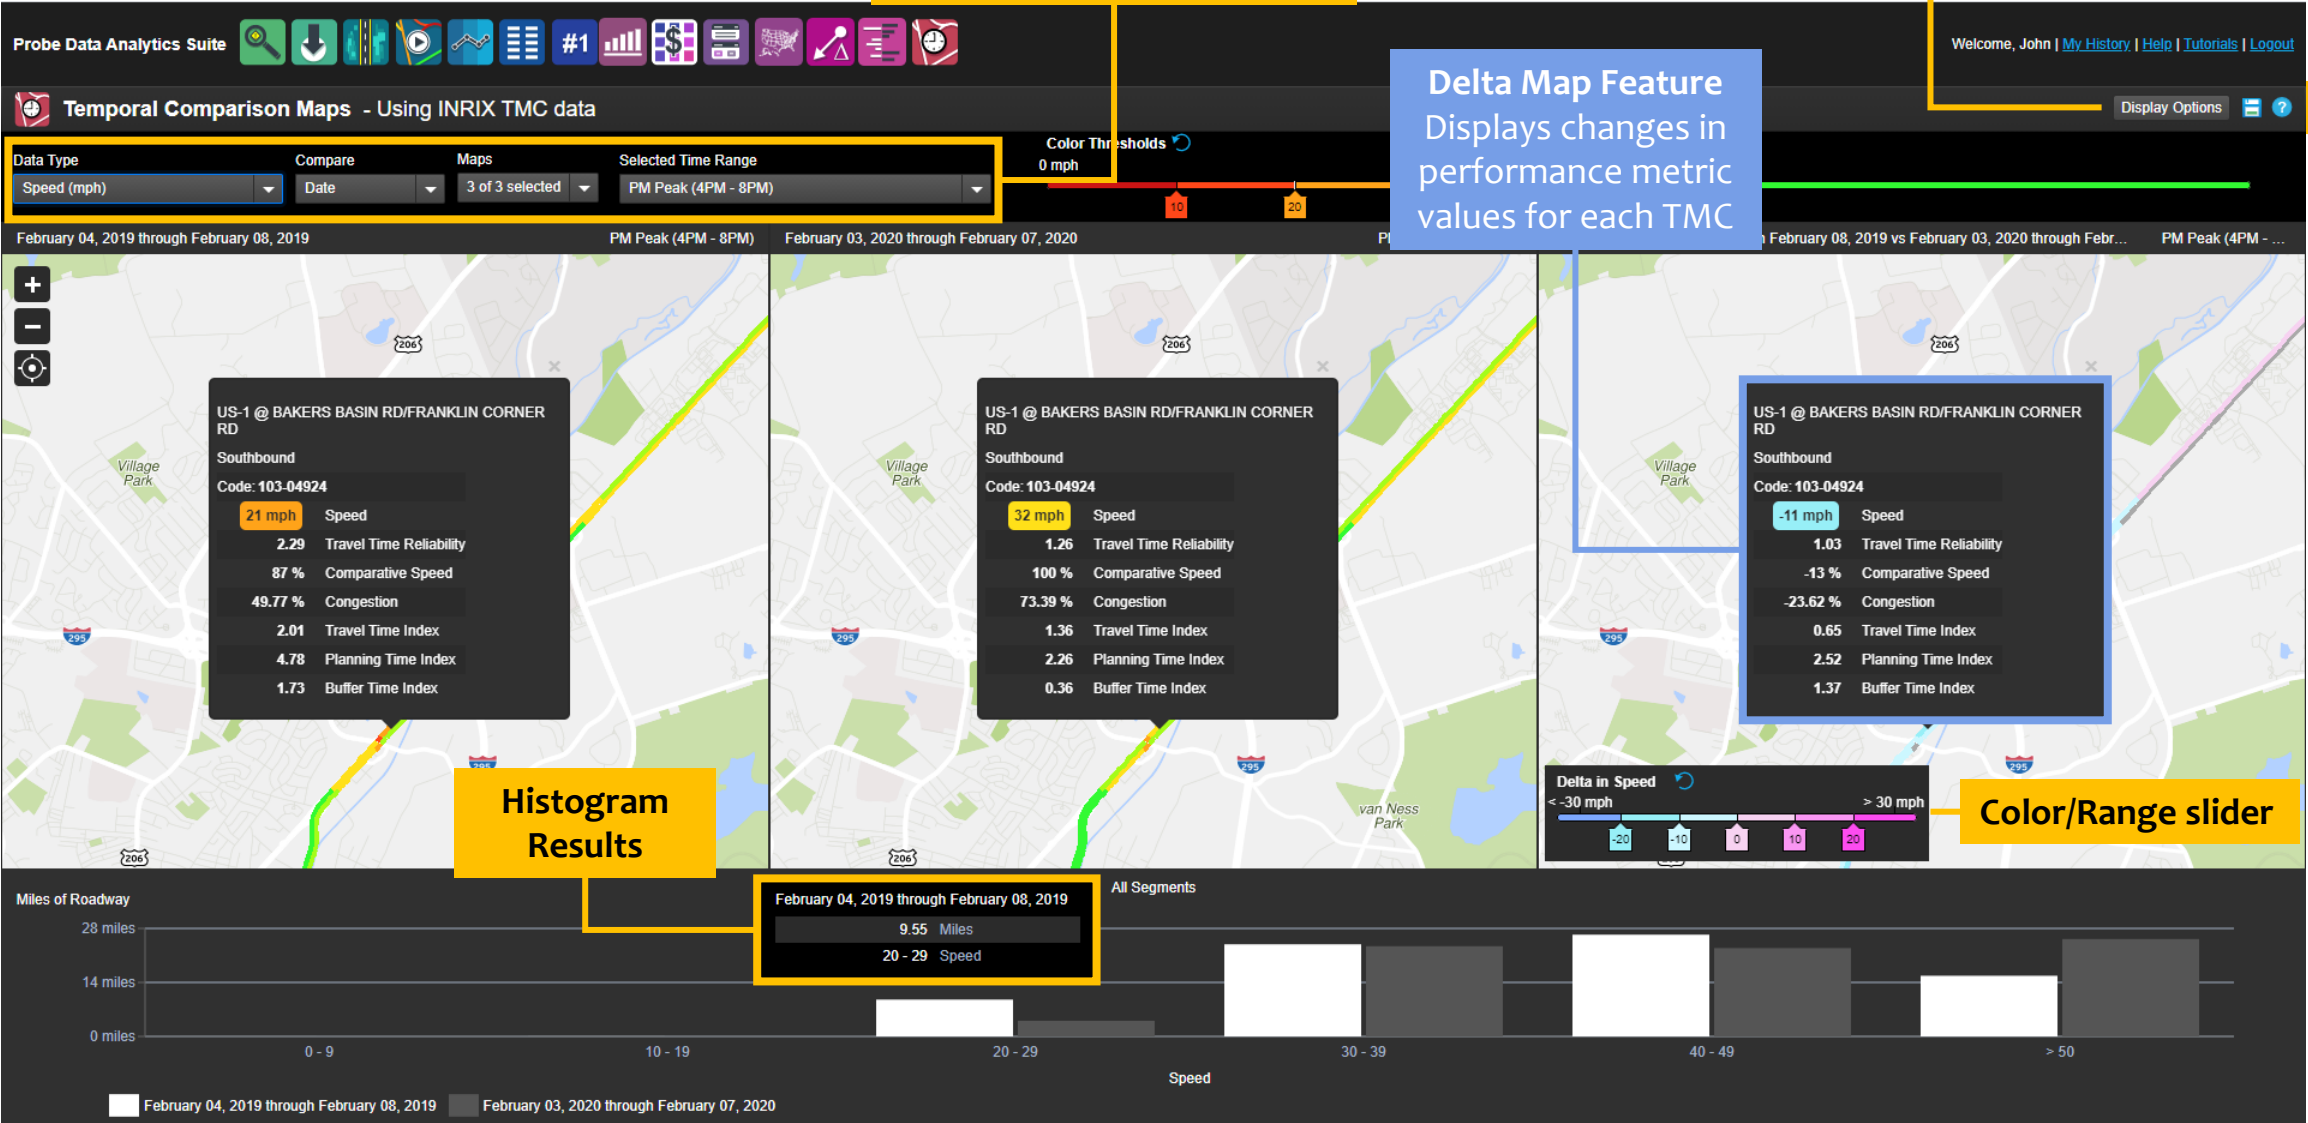 Probe Data Analytics Suite
#1
$
Welcome, John | My History | Help | Tutorials | Logout
Temporal Comparison Maps - Using INRIX TMC data
Display Options
?
Data Type
Compare
Maps
Selected Time Range
Speed (mph)
Date
3 of 3 selected
PM Peak (4PM - 8PM)
Color Thresholds
0 mph
10
20
Delta Map Feature
Displays changes in
performance metric
values for each TMC
February 04, 2019 through February 08, 2019
PM Peak (4PM - 8PM)
February 03, 2020 through February 07, 2020
February 08, 2019 vs February 03, 2020 through Febr...
PM Peak (4PM - ...
+
−
206
Village
Park
295
295
206
US-1 @ BAKERS BASIN RD/FRANKLIN CORNER
RD
Southbound
Code: 103-04924
21 mph Speed
2.29 Travel Time Reliability
87 % Comparative Speed
49.77 % Congestion
2.01 Travel Time Index
4.78 Planning Time Index
1.73 Buffer Time Index
206
Village
Park
295
295
206
van Ness
Park
US-1 @ BAKERS BASIN RD/FRANKLIN CORNER
RD
Southbound
Code: 103-04924
32 mph Speed
1.26 Travel Time Reliability
100 % Comparative Speed
73.39 % Congestion
1.36 Travel Time Index
2.26 Planning Time Index
0.36 Buffer Time Index
206
Village
Park
295
295
US-1 @ BAKERS BASIN RD/FRANKLIN CORNER
RD
Southbound
Code: 103-04924
-11 mph Speed
1.03 Travel Time Reliability
-13 % Comparative Speed
-23.62 % Congestion
0.65 Travel Time Index
2.52 Planning Time Index
1.37 Buffer Time Index
Delta in Speed
< -30 mph
> 30 mph
-20
-10
0
10
20
Color/Range slider
Histogram
Results
All Segments
Miles of Roadway
28 miles
14 miles
0 miles
February 04, 2019 through February 08, 2019
9.55 Miles
20 - 29 Speed
0 - 9
10 - 19
20 - 29
30 - 39
40 - 49
> 50
Speed
February 04, 2019 through February 08, 2019
February 03, 2020 through February 07, 2020